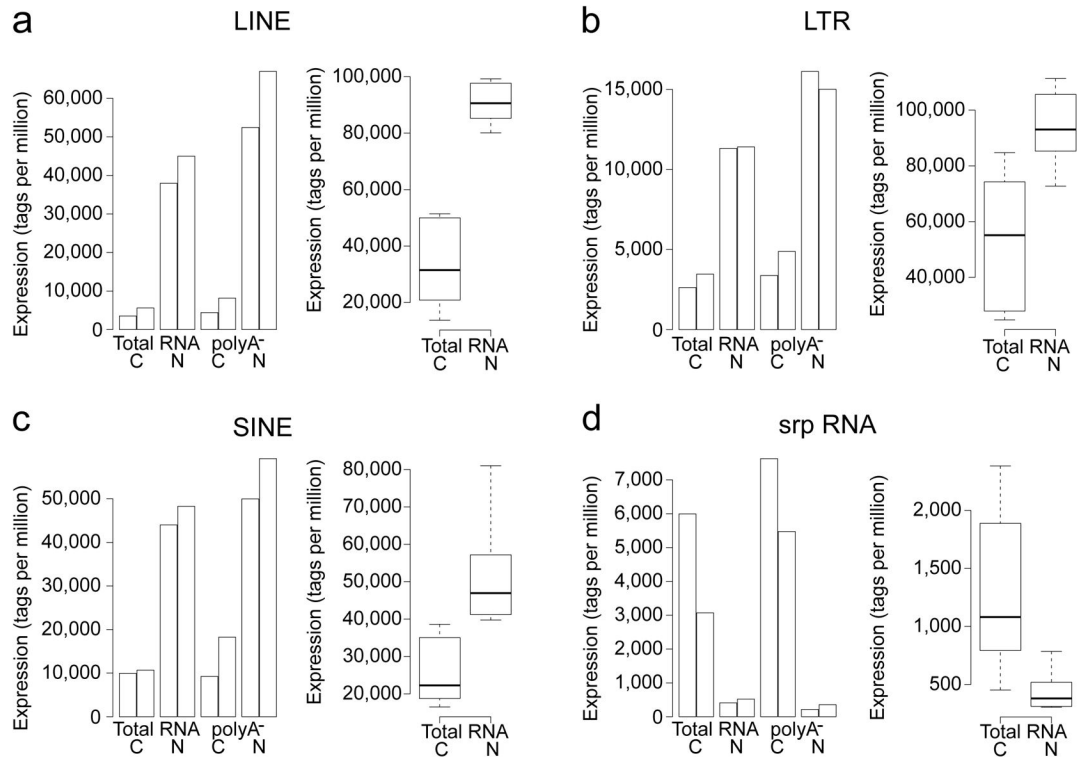 a
LINE
Expression (tags per million)
60,000
50,000
40,000
30,000
20,000
10,000
0
Total RNA polyA-
C N C N
Expression (tags per million)
100,000
80,000
60,000
40,000
20,000
Total RNA
C N
b
LTR
Expression (tags per million)
15,000
10,000
5,000
0
Total RNA polyA-
C N C N
Expression (tags per million)
100,000
80,000
60,000
40,000
Total RNA
C N
c
SINE
Expression (tags per million)
50,000
40,000
30,000
20,000
10,000
0
Total RNA polyA-
C N C N
Expression (tags per million)
80,000
70,000
60,000
50,000
40,000
30,000
20,000
Total RNA
C N
d
srp RNA
Expression (tags per million)
7,000
6,000
5,000
4,000
3,000
2,000
1,000
0
Total RNA polyA-
C N C N
Expression (tags per million)
2,000
1,500
1,000
500
Total RNA
C N